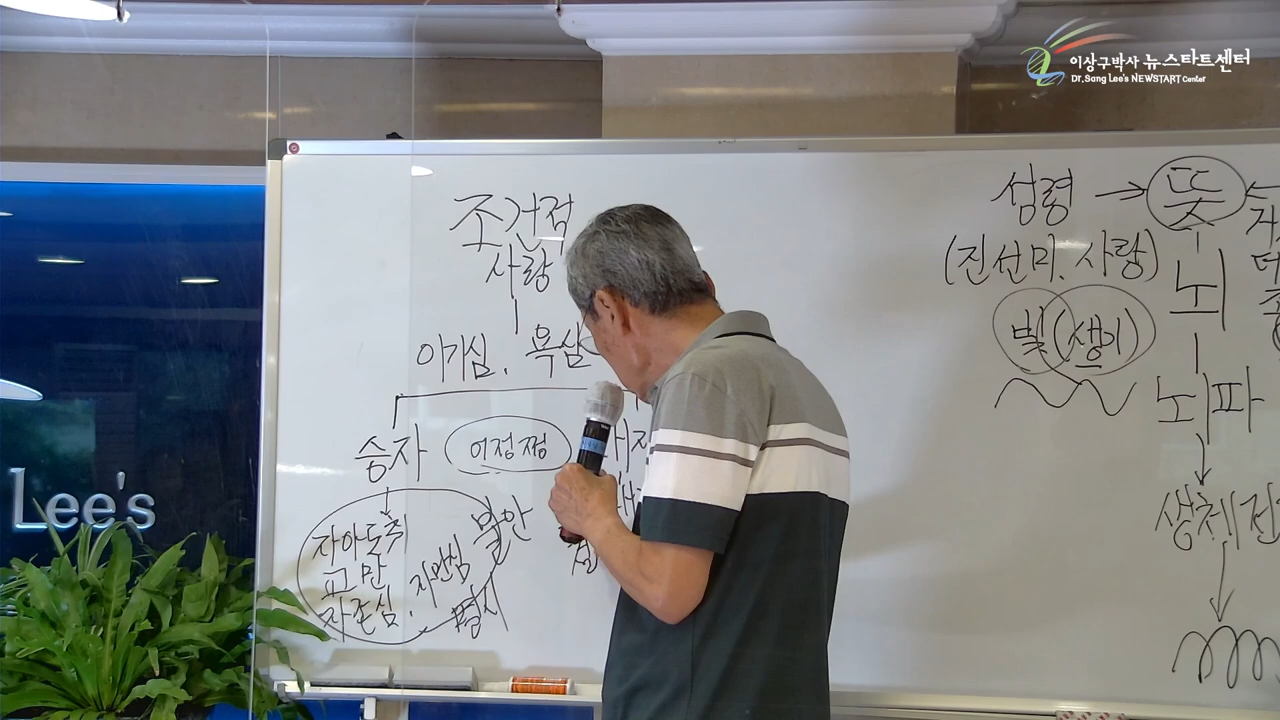 이상구박사 뉴스타트센터
Dr. Sang Lee's NEWSTART Center
Lee's
조건적
사랑
이기심, 욕심
승자
이겼쩡
자아도취
교만
자존심, 자만심
불안
멸시
성령 → 뜻
(진선미, 사랑)
빛(생기)
뇌
뇌파
생체전